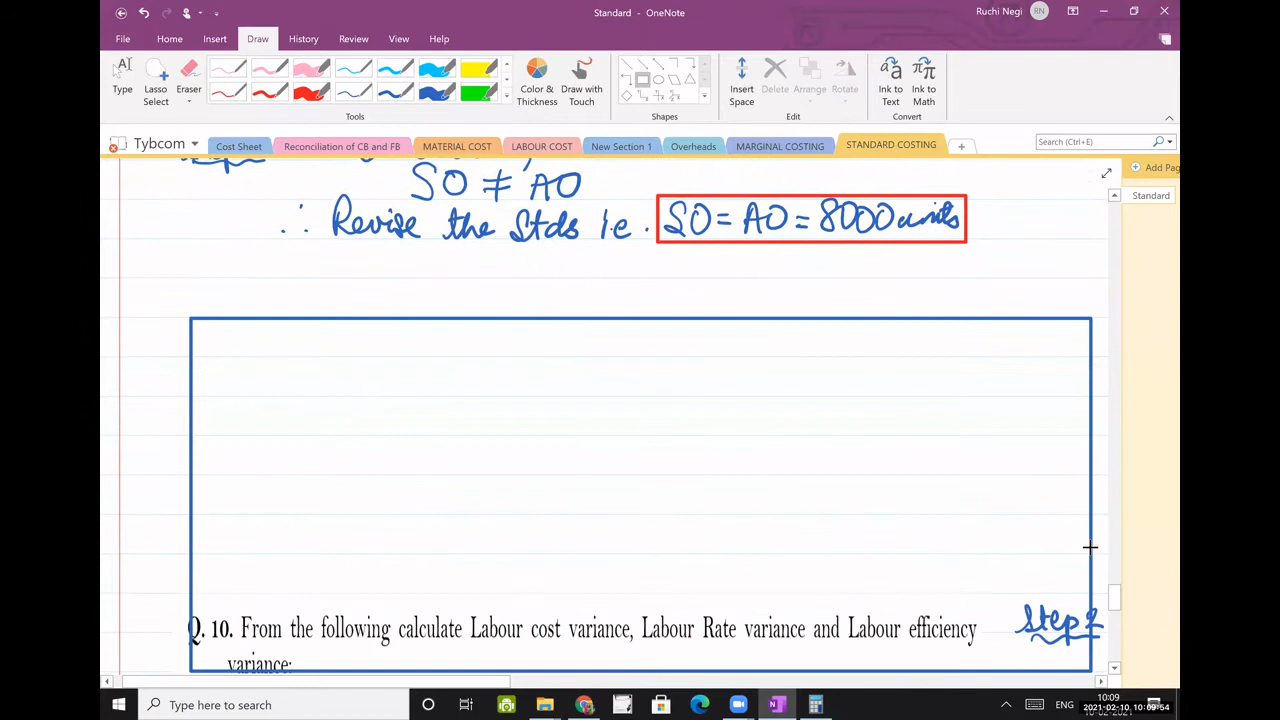 Standard - OneNote
Ruchi Negi
RN
File Home Insert Draw History Review View Help
Type
Lasso Select
Eraser
Color & Thickness
Draw with Touch
Insert Space
Delete
Arrange
Rotate
Ink to Text
Ink to Math
Tools
Shapes
Edit
Convert
Tybcom
Cost Sheet
Reconciliation of CB and FB
MATERIAL COST
LABOUR COST
New Section 1
Overheads
MARGINAL COSTING
STANDARD COSTING
Search (Ctrl+E)
Add Pag
Standard
SO ≠ AO
∴ Revise the Stds i.e. SO = AO = 8000 units
Q. 10. From the following calculate Labour cost variance, Labour Rate variance and Labour efficiency
variance:
Step 2
Type here to search
ENG
10:09
2021-02-10, 10:09:54